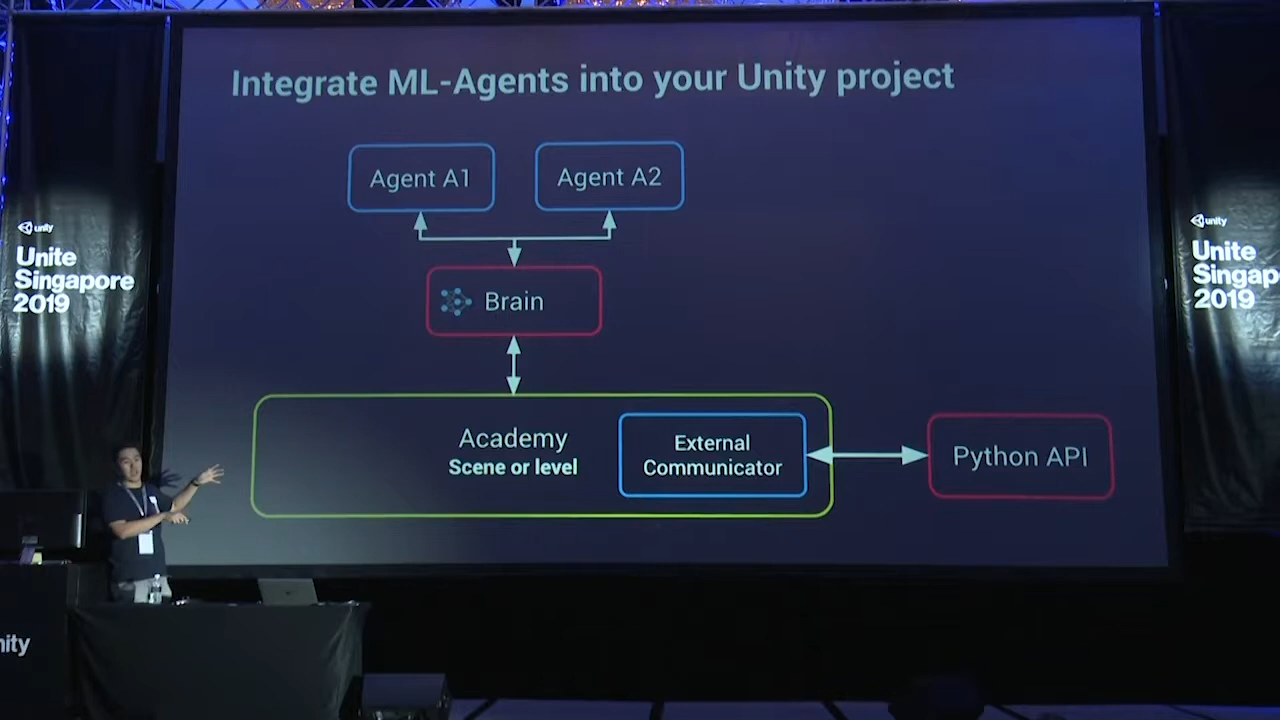 Integrate ML-Agents into your Unity project
Agent A1
Agent A2
Brain
Academy
Scene or level
External
Communicator
Python API
unity
Unite
Singapore
2019
unity
Unite
Singap
2019
nity